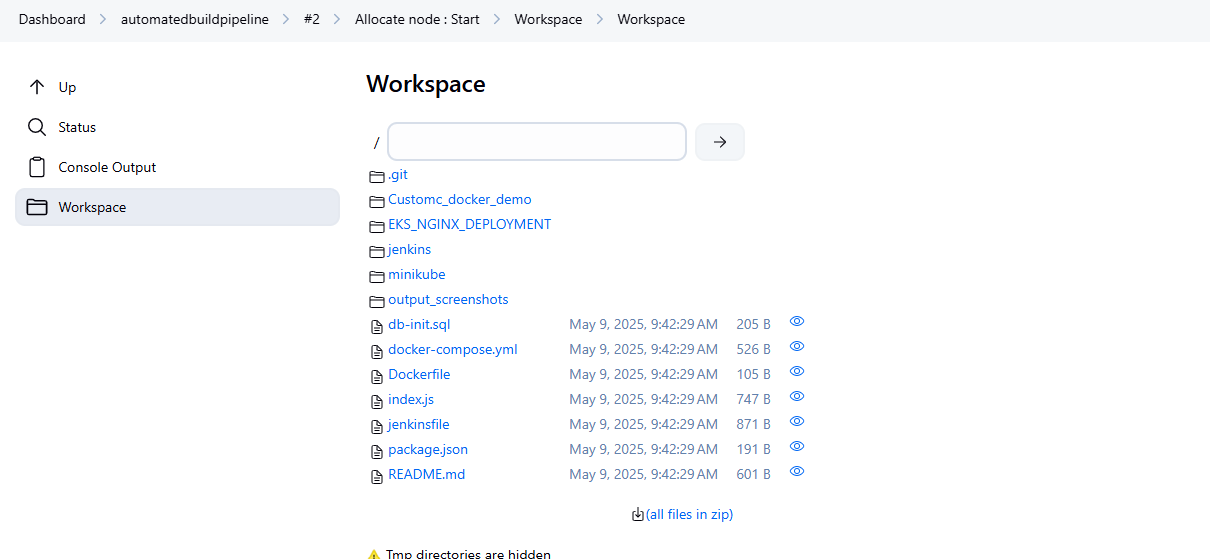 Dashboard > automatedbuildpipeline > #2 > Allocate node : Start > Workspace > Workspace
Up
Status
Console Output
Workspace
Workspace
/
.git
Customc_docker_demo
EKS_NGINX_DEPLOYMENT
jenkins
minikube
output_screenshots
db-init.sql May 9, 2025, 9:42:29 AM 205 B
docker-compose.yml May 9, 2025, 9:42:29 AM 526 B
Dockerfile May 9, 2025, 9:42:29 AM 105 B
index.js May 9, 2025, 9:42:29 AM 747 B
jenkinsfile May 9, 2025, 9:42:29 AM 871 B
package.json May 9, 2025, 9:42:29 AM 191 B
README.md May 9, 2025, 9:42:29 AM 601 B
(all files in zip)
Tmp directories are hidden